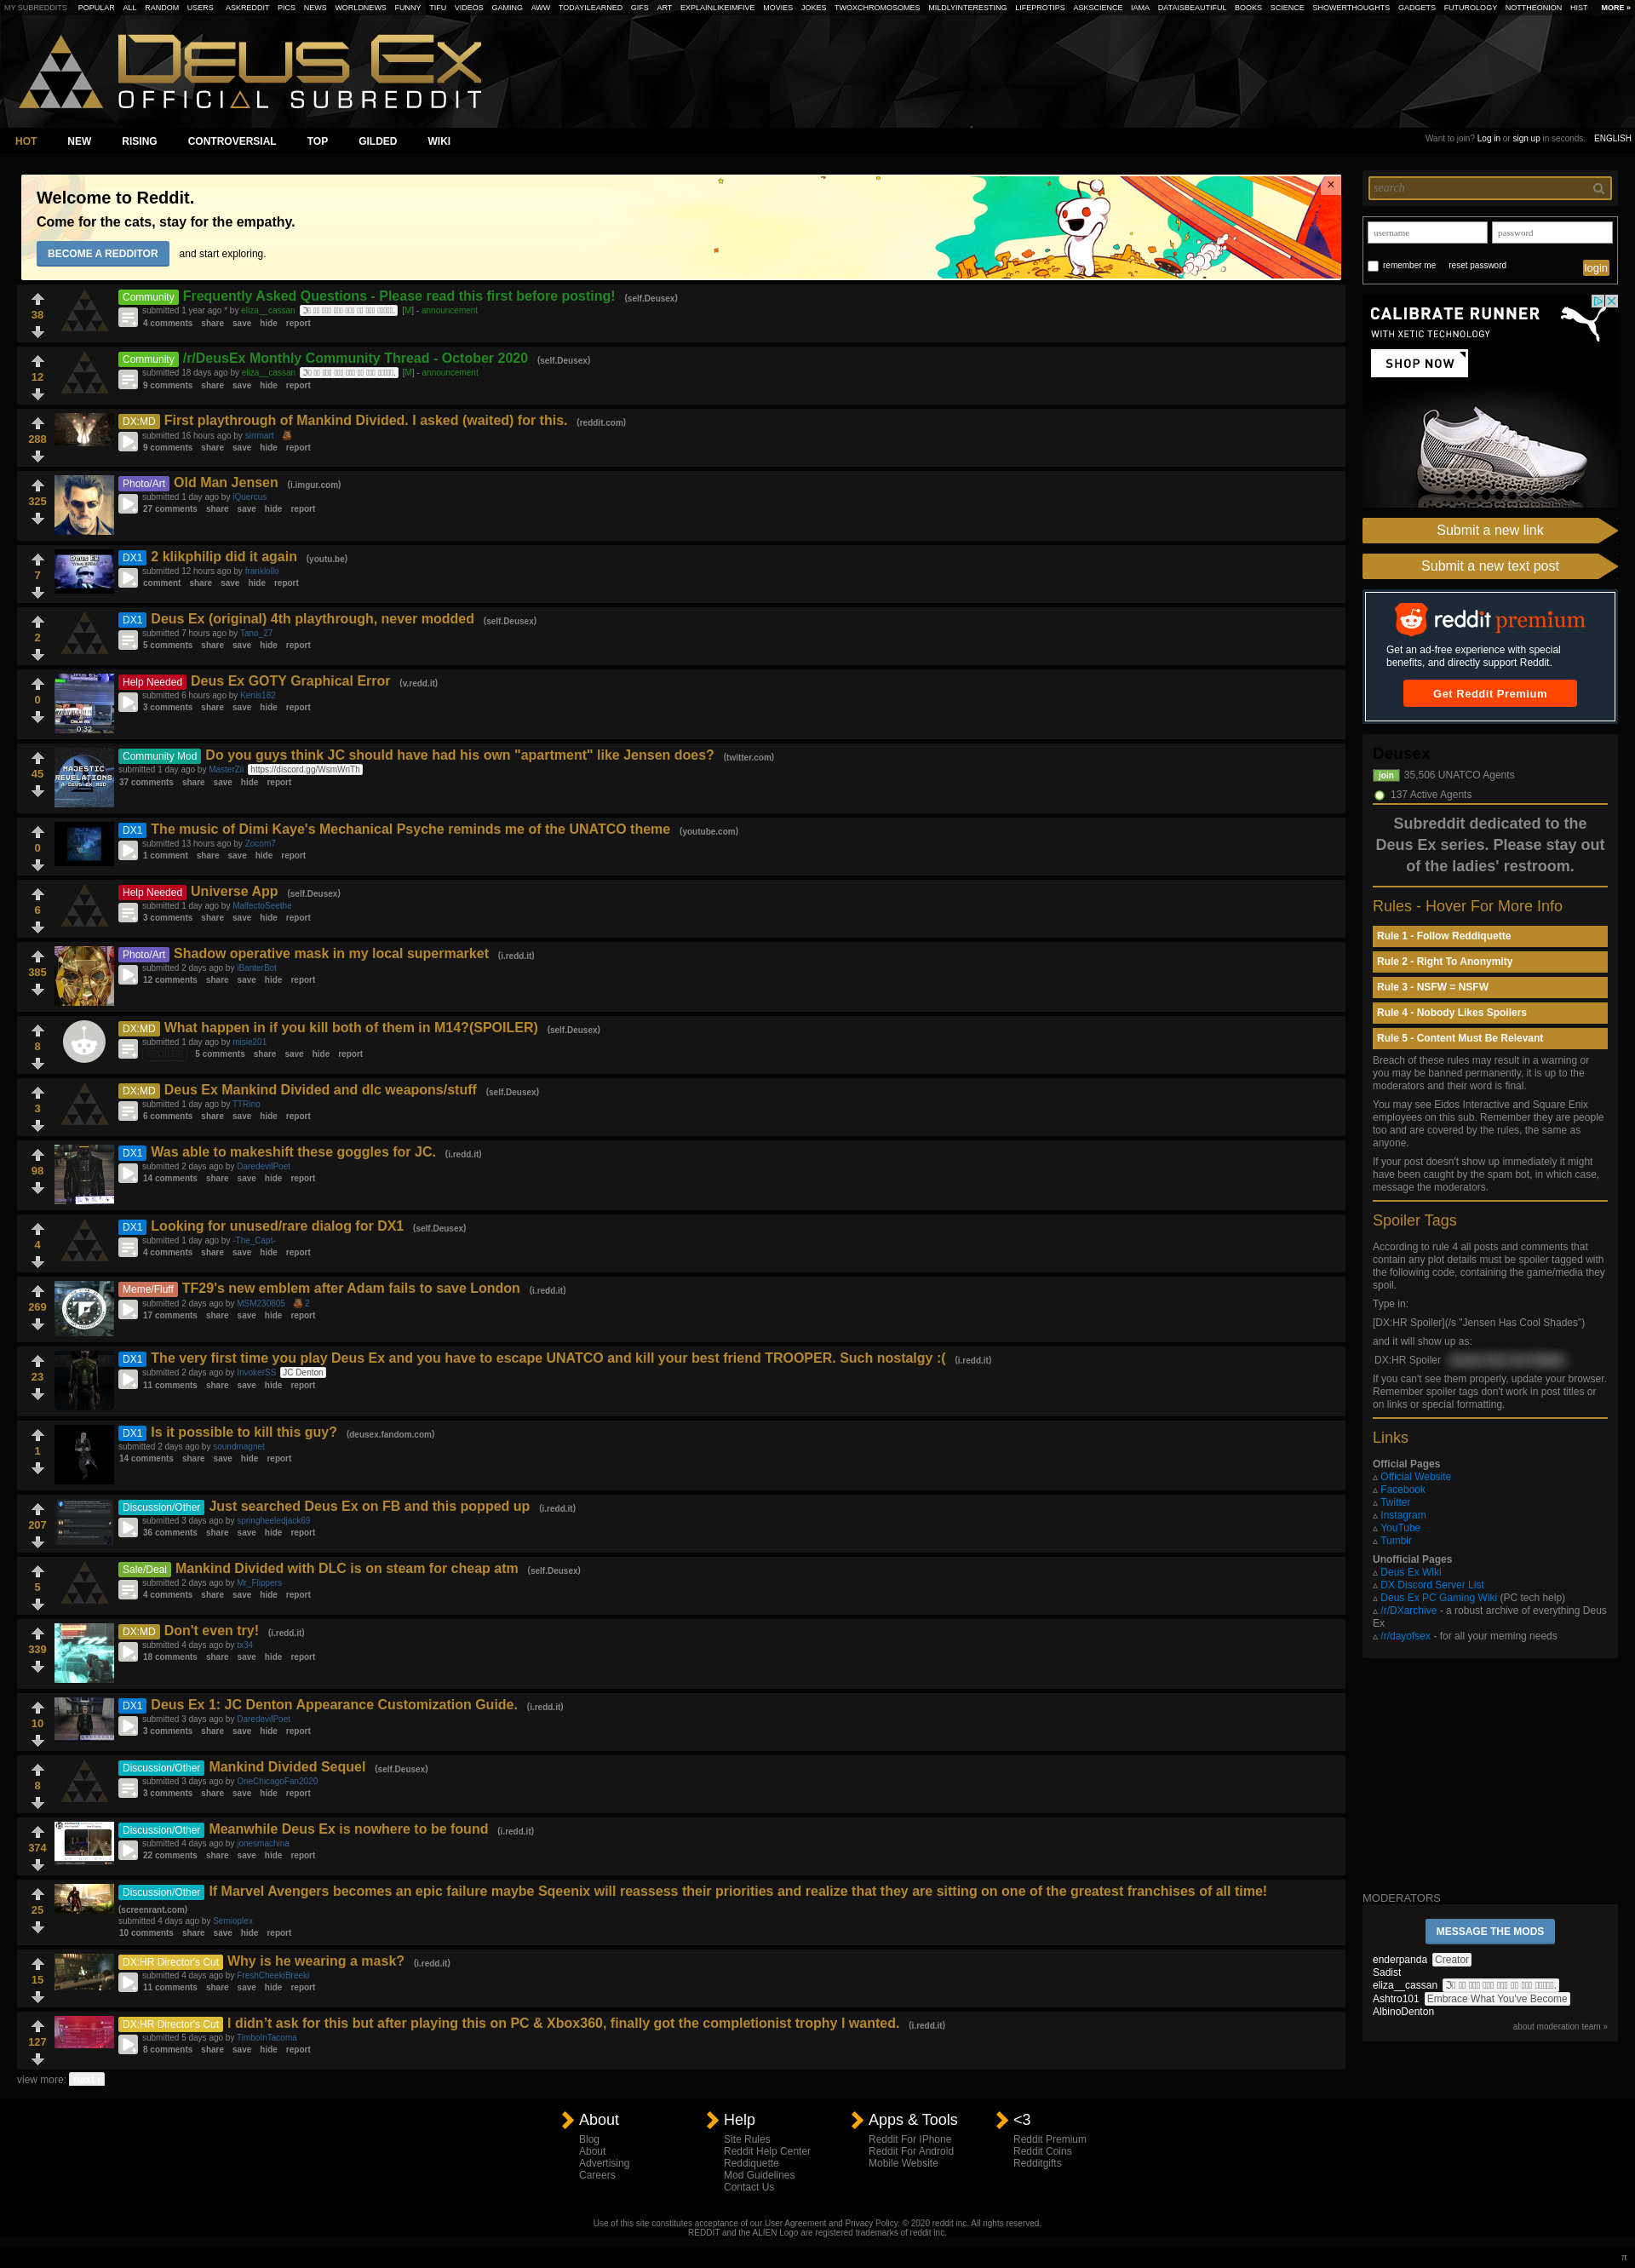 MY SUBREDDITS POPULAR ALL RANDOM USERS ASKREDDIT PICS NEWS WORLDNEWS FUNNY TIFU VIDEOS GAMING AWW TODAYILEARNED GIFS ART EXPLAINLIKEIMFIVE MOVIES JOKES TWOXCHROMOSOMES MILDLYINTERESTING LIFEPROTIPS ASKSCIENCE IAMA DATAISBEAUTIFUL BOOKS SCIENCE SHOWERTHOUGHTS GADGETS FUTUROLOGY NOTTHEONION HIST MORE »
DEUS EX
OFFICIAL SUBREDDIT
HOT NEW RISING CONTROVERSIAL TOP GILDED WIKI
Want to join? Log in or sign up in seconds. ENGLISH
Welcome to Reddit.
Come for the cats, stay for the empathy.
BECOME A REDDITOR and start exploring.
×
38
Community Frequently Asked Questions - Please read this first before posting! (self.Deusex)
submitted 1 year ago * by eliza__cassan [M] - announcement
4 comments share save hide report
12
Community /r/DeusEx Monthly Community Thread - October 2020 (self.Deusex)
submitted 18 days ago by eliza__cassan [M] - announcement
9 comments share save hide report
288
DX:MD First playthrough of Mankind Divided. I asked (waited) for this. (reddit.com)
submitted 16 hours ago by sirrmart
9 comments share save hide report
325
Photo/Art Old Man Jensen (i.imgur.com)
submitted 1 day ago by iQuercus
27 comments share save hide report
7
DX1 2 klikphilip did it again (youtu.be)
submitted 12 hours ago by franklollo
comment share save hide report
2
DX1 Deus Ex (original) 4th playthrough, never modded (self.Deusex)
submitted 7 hours ago by Tano_27
5 comments share save hide report
0
0:32
Help Needed Deus Ex GOTY Graphical Error (v.redd.it)
submitted 6 hours ago by Kenis182
3 comments share save hide report
45
MAJESTIC
REVELATIONS
Community Mod Do you guys think JC should have had his own "apartment" like Jensen does? (twitter.com)
submitted 1 day ago by MasterZii https://discord.gg/WsmWnTh
37 comments share save hide report
0
DX1 The music of Dimi Kaye's Mechanical Psyche reminds me of the UNATCO theme (youtube.com)
submitted 13 hours ago by Zocom7
1 comment share save hide report
6
Help Needed Universe App (self.Deusex)
submitted 1 day ago by MalfectoSeethe
3 comments share save hide report
385
Photo/Art Shadow operative mask in my local supermarket (i.redd.it)
submitted 2 days ago by iBanterBot
12 comments share save hide report
8
DX:MD What happen in if you kill both of them in M14?(SPOILER) (self.Deusex)
submitted 1 day ago by misie201
SPOILER 5 comments share save hide report
3
DX:MD Deus Ex Mankind Divided and dlc weapons/stuff (self.Deusex)
submitted 1 day ago by TTRino
6 comments share save hide report
98
DX1 Was able to makeshift these goggles for JC. (i.redd.it)
submitted 2 days ago by DaredevilPoet
14 comments share save hide report
4
DX1 Looking for unused/rare dialog for DX1 (self.Deusex)
submitted 1 day ago by -The_Capt-
4 comments share save hide report
269
Meme/Fluff TF29's new emblem after Adam fails to save London (i.redd.it)
submitted 2 days ago by MSM230805 2
17 comments share save hide report
23
DX1 The very first time you play Deus Ex and you have to escape UNATCO and kill your best friend TROOPER. Such nostalgy :( (i.redd.it)
submitted 2 days ago by InvokerSS JC Denton
11 comments share save hide report
1
DX1 Is it possible to kill this guy? (deusex.fandom.com)
submitted 2 days ago by soundmagnet
14 comments share save hide report
207
Discussion/Other Just searched Deus Ex on FB and this popped up (i.redd.it)
submitted 3 days ago by springheeledjack69
36 comments share save hide report
5
Sale/Deal Mankind Divided with DLC is on steam for cheap atm (self.Deusex)
submitted 2 days ago by Mr_Flippers
4 comments share save hide report
339
DX:MD Don't even try! (i.redd.it)
submitted 4 days ago by tx34
18 comments share save hide report
10
DX1 Deus Ex 1: JC Denton Appearance Customization Guide. (i.redd.it)
submitted 3 days ago by DaredevilPoet
3 comments share save hide report
8
Discussion/Other Mankind Divided Sequel (self.Deusex)
submitted 3 days ago by OneChicagoFan2020
3 comments share save hide report
374
Discussion/Other Meanwhile Deus Ex is nowhere to be found (i.redd.it)
submitted 4 days ago by jonesmachina
22 comments share save hide report
25
Discussion/Other If Marvel Avengers becomes an epic failure maybe Sqeenix will reassess their priorities and realize that they are sitting on one of the greatest franchises of all time!
(screenrant.com)
submitted 4 days ago by Semioplex
10 comments share save hide report
15
DX:HR Director's Cut Why is he wearing a mask? (i.redd.it)
submitted 4 days ago by FreshCheekiBreeki
11 comments share save hide report
127
DX:HR Director's Cut I didn't ask for this but after playing this on PC & Xbox360, finally got the completionist trophy I wanted. (i.redd.it)
submitted 5 days ago by TimboInTacoma
8 comments share save hide report
view more:
search
username password
remember me reset password login
CALIBRATE RUNNER
WITH XETIC TECHNOLOGY
SHOP NOW
Submit a new link
Submit a new text post
reddit premium
Get an ad-free experience with special
benefits, and directly support Reddit.
Get Reddit Premium
Deusex
join 35,506 UNATCO Agents
137 Active Agents
Subreddit dedicated to the
Deus Ex series. Please stay out
of the ladies' restroom.
Rules - Hover For More Info
Rule 1 - Follow Reddiquette
Rule 2 - Right To Anonymity
Rule 3 - NSFW = NSFW
Rule 4 - Nobody Likes Spoilers
Rule 5 - Content Must Be Relevant
Breach of these rules may result in a warning or
you may be banned permanently, it is up to the
moderators and their word is final.
You may see Eidos Interactive and Square Enix
employees on this sub. Remember they are people
too and are covered by the rules, the same as
anyone.
If your post doesn't show up immediately it might
have been caught by the spam bot, in which case,
message the moderators.
Spoiler Tags
According to rule 4 all posts and comments that
contain any plot details must be spoiler tagged with
the following code, containing the game/media they
spoil.
Type in:
[DX:HR Spoiler](/s "Jensen Has Cool Shades")
and it will show up as:
DX:HR Spoiler
If you can't see them properly, update your browser.
Remember spoiler tags don't work in post titles or
on links or special formatting.
Links
Official Pages
▵ Official Website
▵ Facebook
▵ Twitter
▵ Instagram
▵ YouTube
▵ Tumblr
Unofficial Pages
▵ Deus Ex Wiki
▵ DX Discord Server List
▵ Deus Ex PC Gaming Wiki (PC tech help)
▵ /r/DXarchive - a robust archive of everything Deus
Ex
▵ /r/dayofsex - for all your meming needs
MODERATORS
MESSAGE THE MODS
enderpanda Creator
Sadist
eliza__cassan
Ashtro101 Embrace What You've Become
AlbinoDenton
about moderation team »
About
Blog
About
Advertising
Careers
Help
Site Rules
Reddit Help Center
Reddiquette
Mod Guidelines
Contact Us
Apps & Tools
Reddit For IPhone
Reddit For Android
Mobile Website
<3
Reddit Premium
Reddit Coins
Redditgifts
Use of this site constitutes acceptance of our User Agreement and Privacy Policy. © 2020 reddit inc. All rights reserved.
REDDIT and the ALIEN Logo are registered trademarks of reddit inc.
π